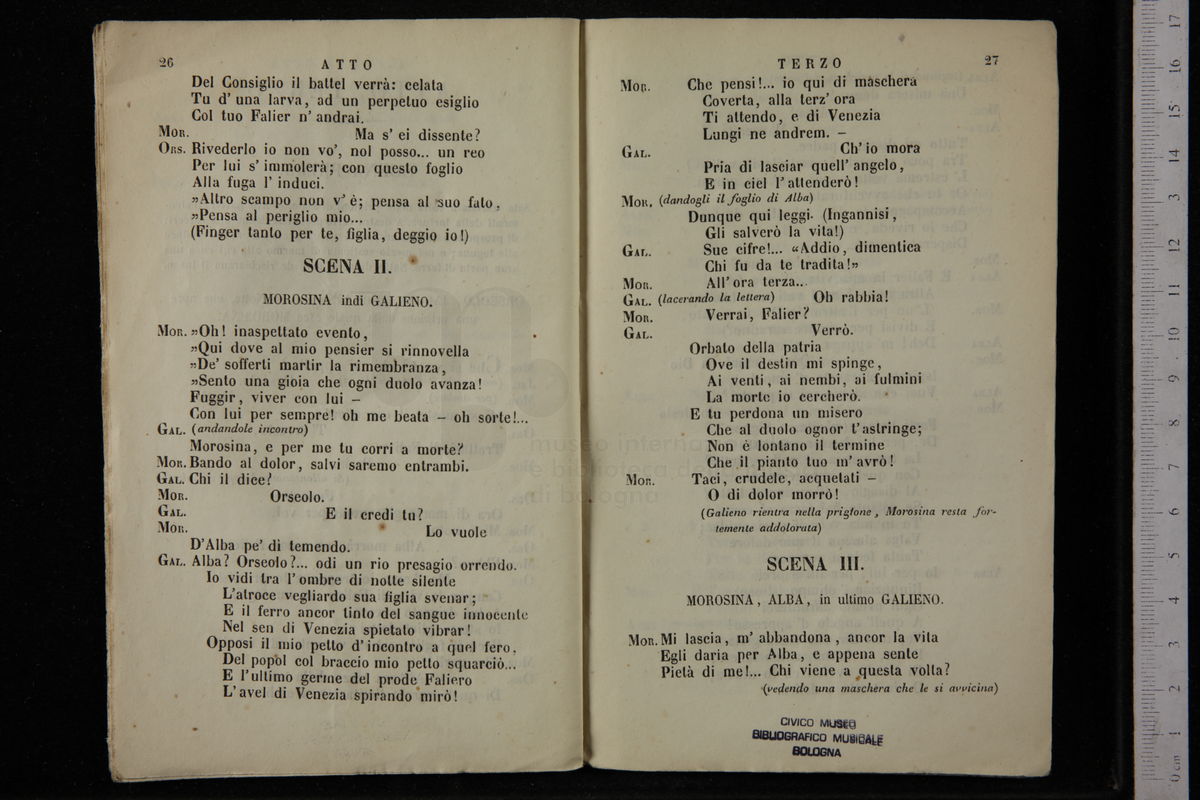 26
ATTO
Del Consiglio il battel verrà: celata
Tu d' una larva, ad un perpetuo esiglio
Col tuo Falier n' andrai.
MOR. Ma s' ei dissente?
ORS. Rivederlo io non vo', nol posso... un reo
Per lui s' immolerà; con questo foglio
Alla fuga l' induci.
»Altro scampo non v' è; pensa al suo fato,
»Pensa al periglio mio...
(Finger tanto per te, figlia, deggio io!)
SCENA II.
MOROSINA indi GALIENO.
MOR. »Oh! inaspettato evento,
»Qui dove al mio pensier si rinnovella
»De' sofferti martir la rimembranza,
»Sento una gioia che ogni duolo avanza!
Fuggir, viver con lui –
Con lui per sempre! oh me beata – oh sorte!...
GAL. (andandole incontro)
Morosina, e per me tu corri a morte?
MOR. Bando al dolor, salvi saremo entrambi.
GAL. Chi il dice?
MOR. Orseolo.
GAL. E il credi tu?
MOR. Lo vuole
D'Alba pe' dì temendo.
GAL. Alba? Orseolo?... odi un rio presagio orrendo.
Io vidi tra l' ombre di notte silente
L'atroce vegliardo sua figlia svenar;
E il ferro ancor tinto del sangue innocente
Nel sen di Venezia spietato vibrar!
Opposi il mio petto d' incontro a quel fero,
Del popol col braccio mio petto squarciò...
E l'ultimo germe del prode Faliero
L' avel di Venezia spirando mirò!
TERZO
27
MOR. Che pensi!... io qui di maschera
Coverta, alla terz' ora
Ti attendo, e di Venezia
Lungi ne andrem. –
GAL. Ch' io mora
Pria di lasciar quell' angelo,
E in ciel l' attenderò!
MOR. (dandogli il foglio di Alba)
Dunque qui leggi. (Ingannisi,
Gli salverò la vita!)
GAL. Sue cifre!... «Addio, dimentica
Chi fu da te tradita!»
MOR. All' ora terza...
GAL. (lacerando la lettera) Oh rabbia!
MOR. Verrai, Falier?
GAL. Verrò.
Orbato della patria
Ove il destin mi spinge,
Ai venti, ai nembi, ai fulmini
La morte io cercherò.
E tu perdona un misero
Che al duolo ognor t' astringe;
Non è lontano il termine
Che il pianto tuo m' avrò!
MOR. Taci, crudele, acquetati –
O di dolor morrò!
(Galieno rientra nella prigione, Morosina resta for-
temente addolorata)
SCENA III.
MOROSINA, ALBA, in ultimo GALIENO.
MOR. Mi lascia, m' abbandona, ancor la vita
Egli daria per Alba, e appena sente
Pietà di me!... Chi viene a questa volta?
(vedendo una maschera che le si avvicina)
CIVICO MUSEO
BIBLIOGRAFICO MUSICALE
BOLOGNA